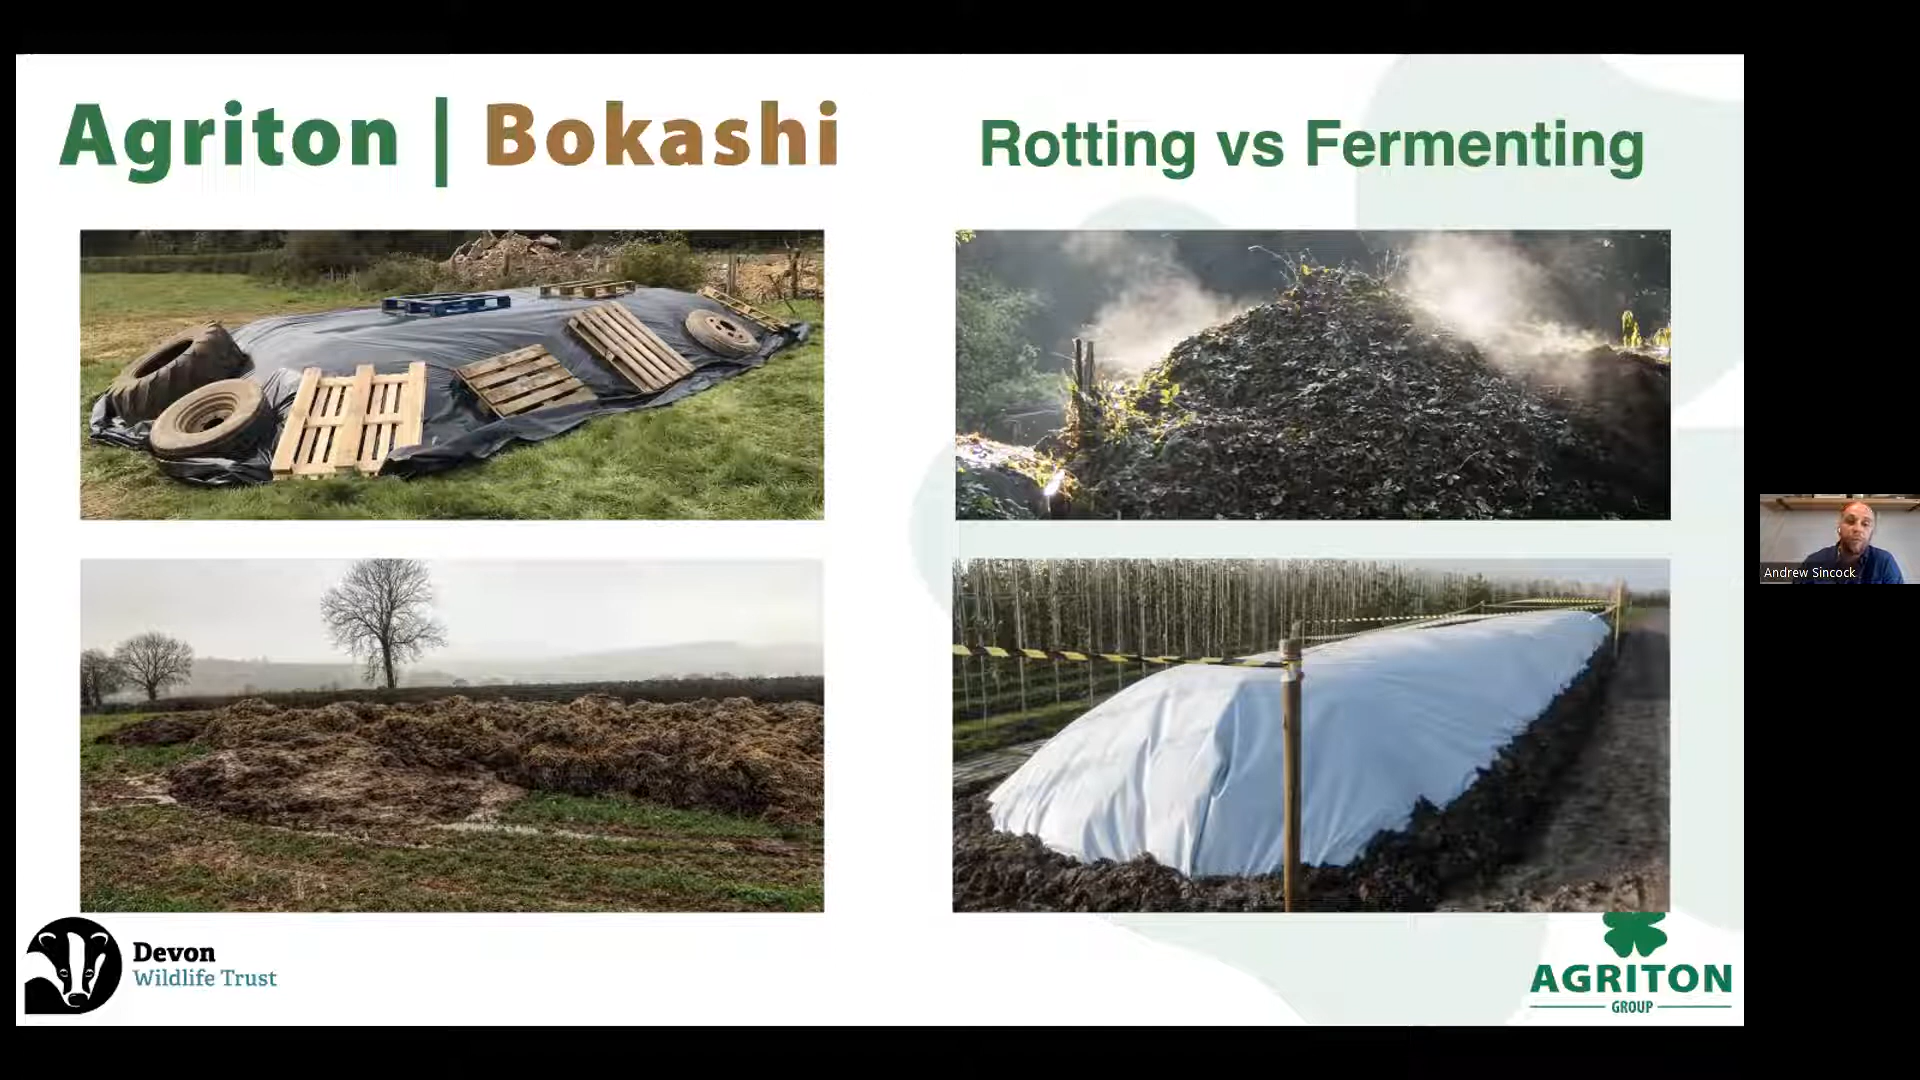 Agriton | Bokashi
Rotting vs Fermenting
Andrew Sincock
Devon
Wildlife Trust
AGRITON
GROUP